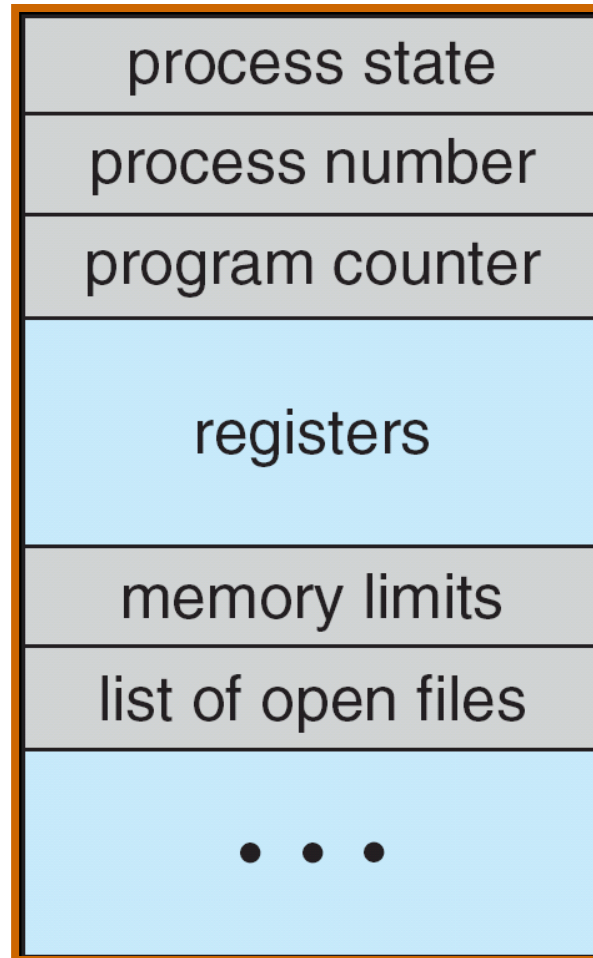 process state
process number
program counter
registers
memory limits
list of open files
• • •